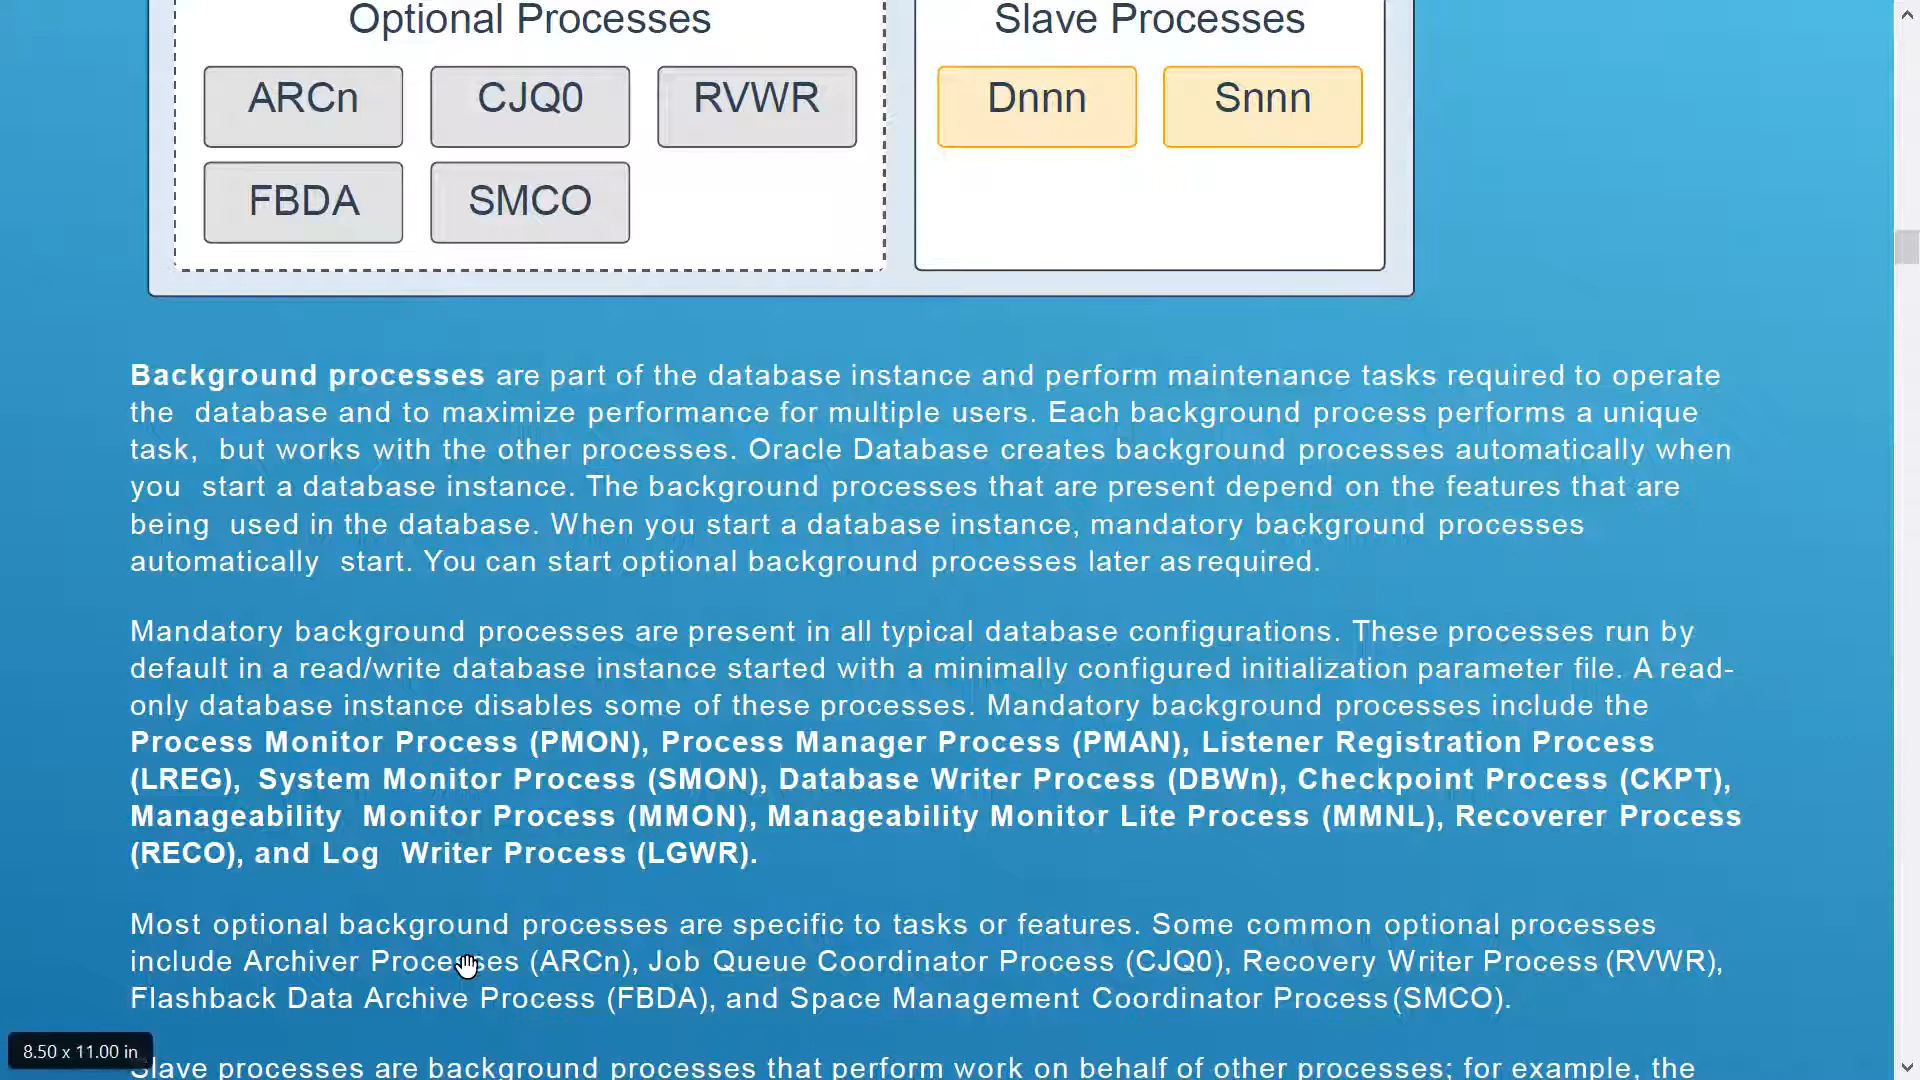 Optional Processes
Slave Processes
ARCn
CJQ0
RVWR
Dnnn
Snnn
FBDA
SMCO
Background processes are part of the database instance and perform maintenance tasks required to operate
the database and to maximize performance for multiple users. Each background process performs a unique
task, but works with the other processes. Oracle Database creates background processes automatically when
you start a database instance. The background processes that are present depend on the features that are
being used in the database. When you start a database instance, mandatory background processes
automatically start. You can start optional background processes later as required.
Mandatory background processes are present in all typical database configurations. These processes run by
default in a read/write database instance started with a minimally configured initialization parameter file. A read-
only database instance disables some of these processes. Mandatory background processes include the
Process Monitor Process (PMON), Process Manager Process (PMAN), Listener Registration Process
(LREG), System Monitor Process (SMON), Database Writer Process (DBWn), Checkpoint Process (CKPT),
Manageability Monitor Process (MMON), Manageability Monitor Lite Process (MMNL), Recoverer Process
(RECO), and Log Writer Process (LGWR).
Most optional background processes are specific to tasks or features. Some common optional processes
include Archiver Processes (ARCn), Job Queue Coordinator Process (CJQ0), Recovery Writer Process (RVWR),
Flashback Data Archive Process (FBDA), and Space Management Coordinator Process (SMCO).
8.50 x 11.00 in
Slave processes are background processes that perform work on behalf of other processes; for example, the